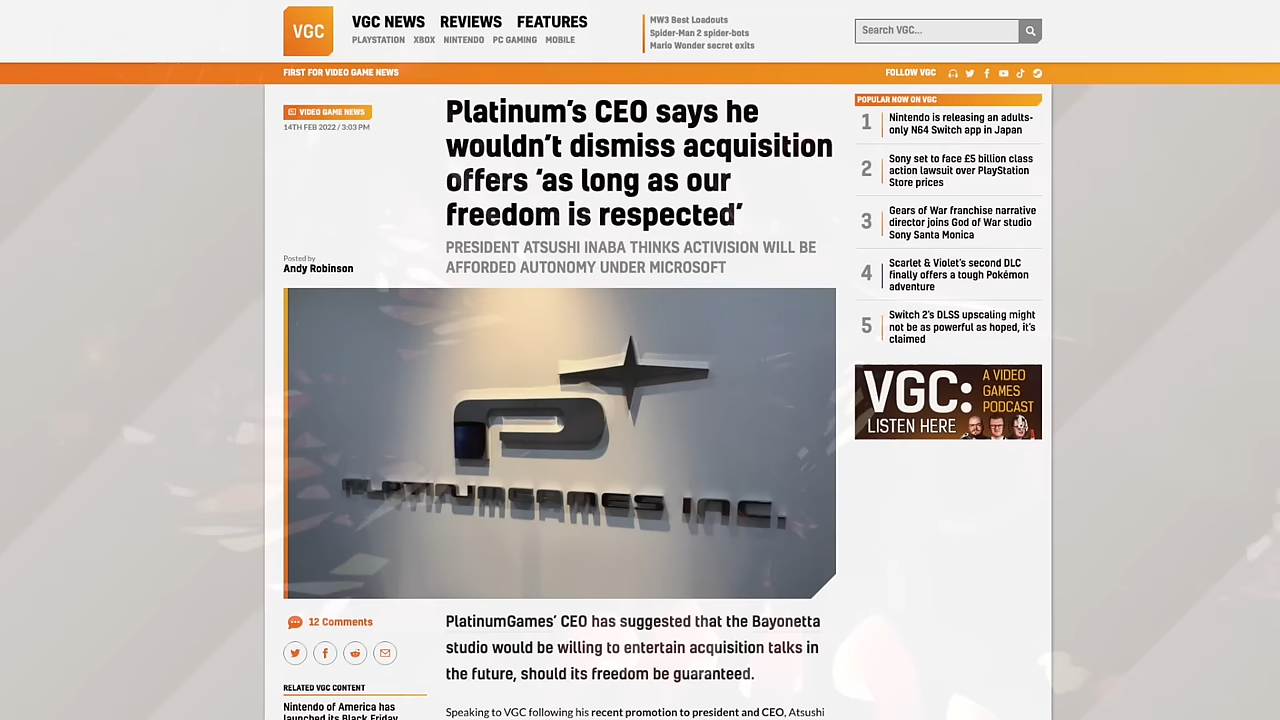 VGC
VGC NEWS REVIEWS FEATURES
PLAYSTATION XBOX NINTENDO PC GAMING MOBILE
MW3 Best Loadouts
Spider-Man 2 spider-bots
Mario Wonder secret exits
Search VGC...
FIRST FOR VIDEO GAME NEWS
FOLLOW VGC
VIDEO GAME NEWS
14TH FEB 2022 / 3:03 PM
Posted by
Andy Robinson
Platinum's CEO says he
wouldn't dismiss acquisition
offers 'as long as our
freedom is respected'
PRESIDENT ATSUSHI INABA THINKS ACTIVISION WILL BE
AFFORDED AUTONOMY UNDER MICROSOFT
PLATINUMGAMES INC.
12 Comments
RELATED VGC CONTENT
Nintendo of America has
launched its Black Friday
PlatinumGames' CEO has suggested that the Bayonetta
studio would be willing to entertain acquisition talks in
the future, should its freedom be guaranteed.
Speaking to VGC following his recent promotion to president and CEO, Atsushi
POPULAR NOW ON VGC
1 Nintendo is releasing an adults-
only N64 Switch app in Japan
2 Sony set to face £5 billion class
action lawsuit over PlayStation
Store prices
3 Gears of War franchise narrative
director joins God of War studio
Sony Santa Monica
4 Scarlet & Violet's second DLC
finally offers a tough Pokémon
adventure
5 Switch 2's DLSS upscaling might
not be as powerful as hoped, it's
claimed
VGC:
A VIDEO
GAMES
PODCAST
LISTEN HERE